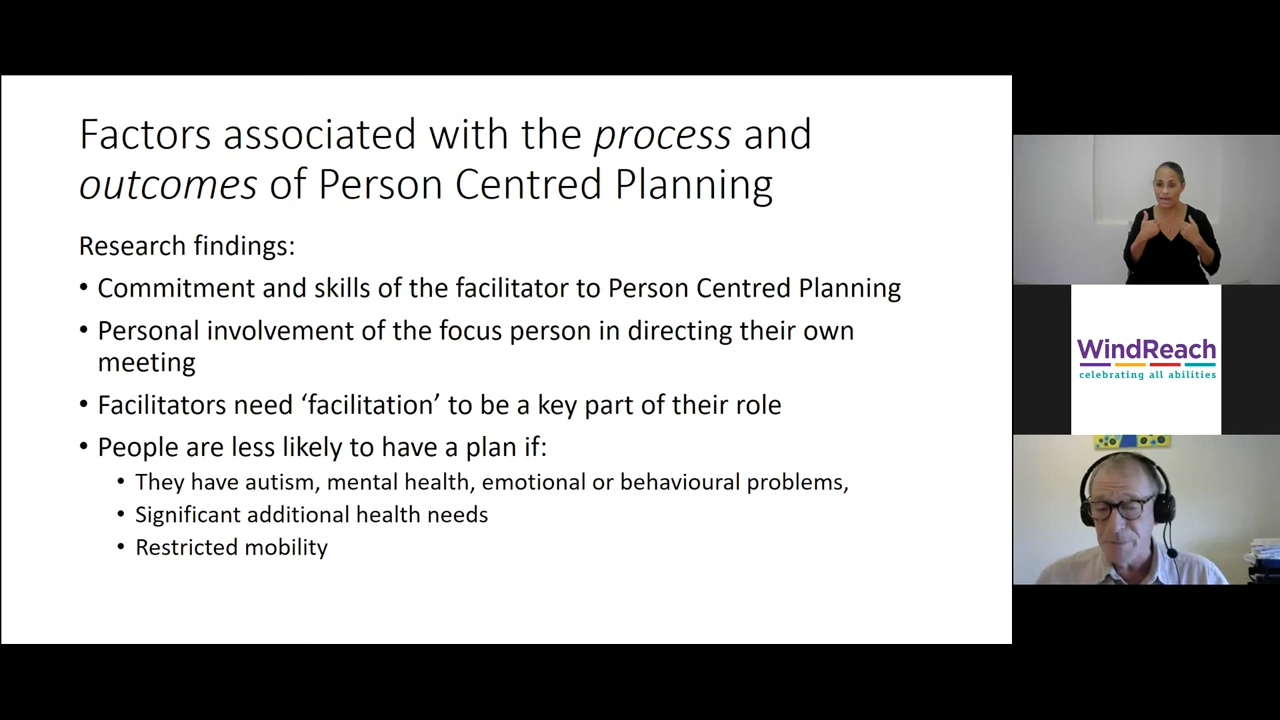 Factors associated with the process and
outcomes of Person Centred Planning
Research findings:
• Commitment and skills of the facilitator to Person Centred Planning
• Personal involvement of the focus person in directing their own
meeting
• Facilitators need ‘facilitation’ to be a key part of their role
• People are less likely to have a plan if:
• They have autism, mental health, emotional or behavioural problems,
• Significant additional health needs
• Restricted mobility
WindReach
celebrating all abilities